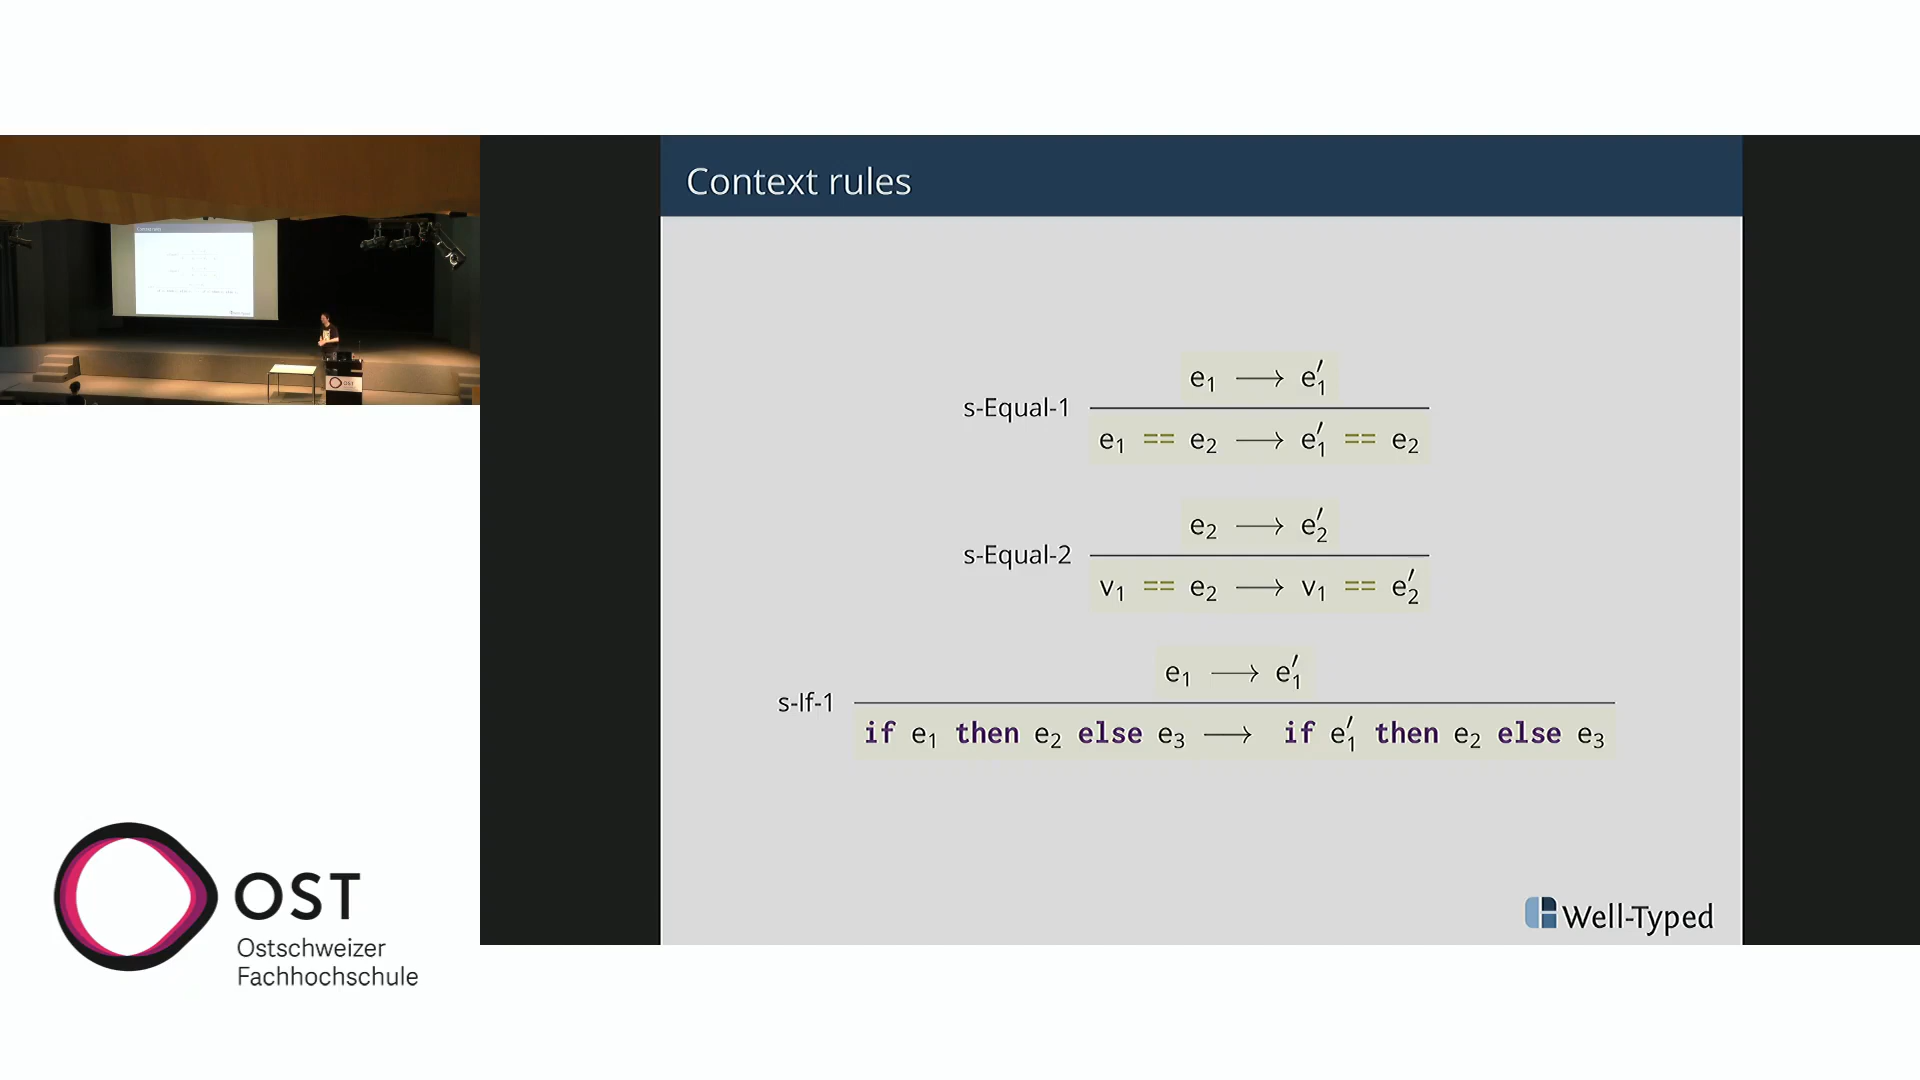 Context rules
e₁ ⟶ e₁′
s-Equal-1
e₁ == e₂ ⟶ e₁′ == e₂
e₂ ⟶ e₂′
s-Equal-2
v₁ == e₂ ⟶ v₁ == e₂′
e₁ ⟶ e₁′
s-If-1
if e₁ then e₂ else e₃ ⟶ if e₁′ then e₂ else e₃
Well-Typed
OST
Ostschweizer
Fachhochschule
OST